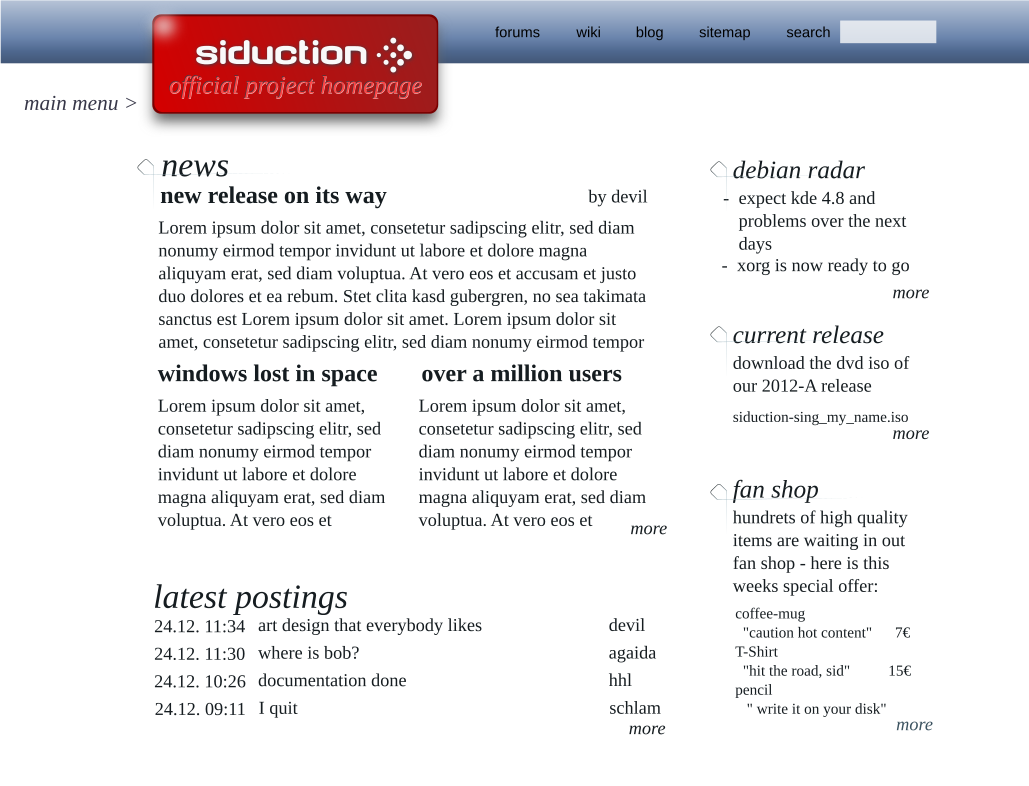 forums wiki blog sitemap search
siduction
official project homepage
main menu >
news
new release on its way by devil
Lorem ipsum dolor sit amet, consetetur sadipscing elitr, sed diam
nonumy eirmod tempor invidunt ut labore et dolore magna
aliquyam erat, sed diam voluptua. At vero eos et accusam et justo
duo dolores et ea rebum. Stet clita kasd gubergren, no sea takimata
sanctus est Lorem ipsum dolor sit amet. Lorem ipsum dolor sit
amet, consetetur sadipscing elitr, sed diam nonumy eirmod tempor
windows lost in space
Lorem ipsum dolor sit amet,
consetetur sadipscing elitr, sed
diam nonumy eirmod tempor
invidunt ut labore et dolore
magna aliquyam erat, sed diam
voluptua. At vero eos et
over a million users
Lorem ipsum dolor sit amet,
consetetur sadipscing elitr, sed
diam nonumy eirmod tempor
invidunt ut labore et dolore
magna aliquyam erat, sed diam
voluptua. At vero eos et
more
latest postings
24.12. 11:34 art design that everybody likes devil
24.12. 11:30 where is bob? agaida
24.12. 10:26 documentation done hhl
24.12. 09:11 I quit schlam
more
debian radar
- expect kde 4.8 and
problems over the next
days
- xorg is now ready to go
more
current release
download the dvd iso of
our 2012-A release
siduction-sing_my_name.iso
more
fan shop
hundrets of high quality
items are waiting in out
fan shop - here is this
weeks special offer:
coffee-mug
"caution hot content" 7€
T-Shirt
"hit the road, sid" 15€
pencil
" write it on your disk"
more